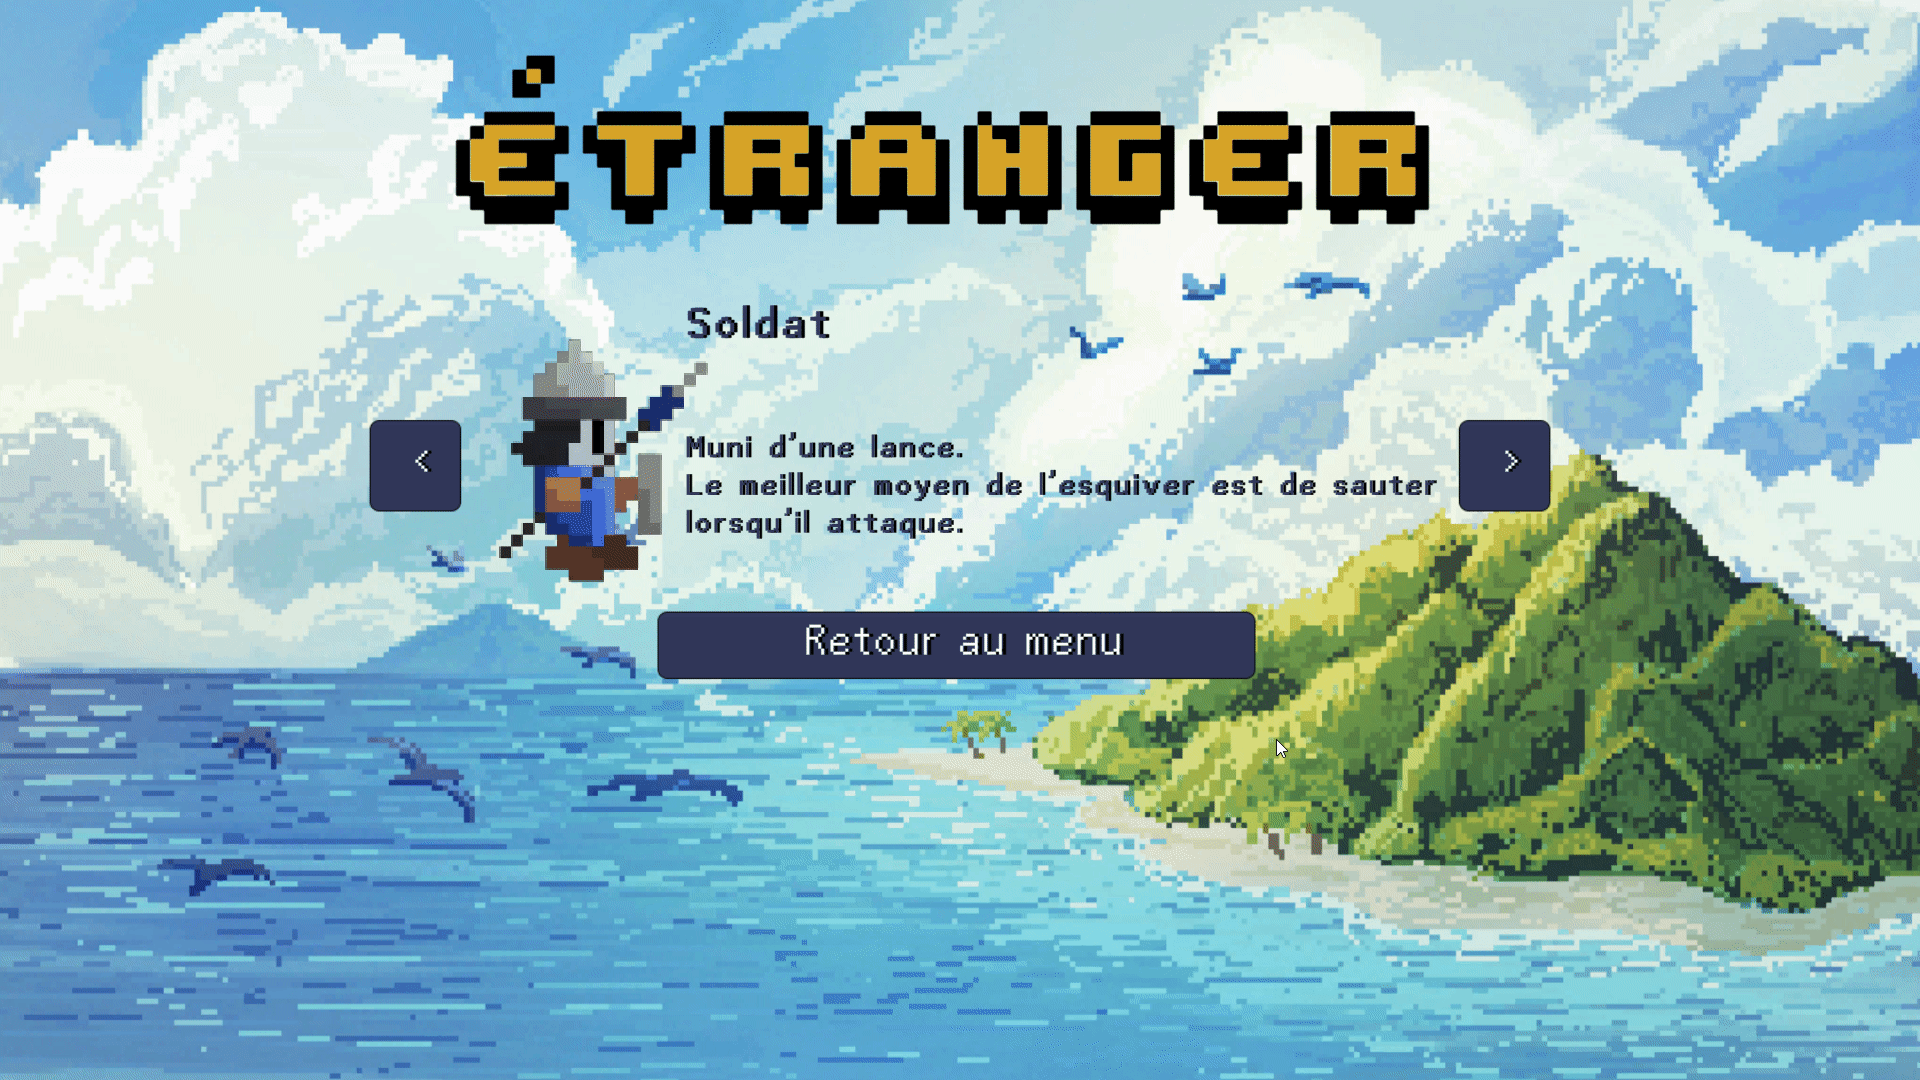 ÉTRANGER
Soldat
Muni d'une lance.
Le meilleur moyen de l'esquiver est de sauter
lorsqu'il attaque.
<
>
Retour au menu